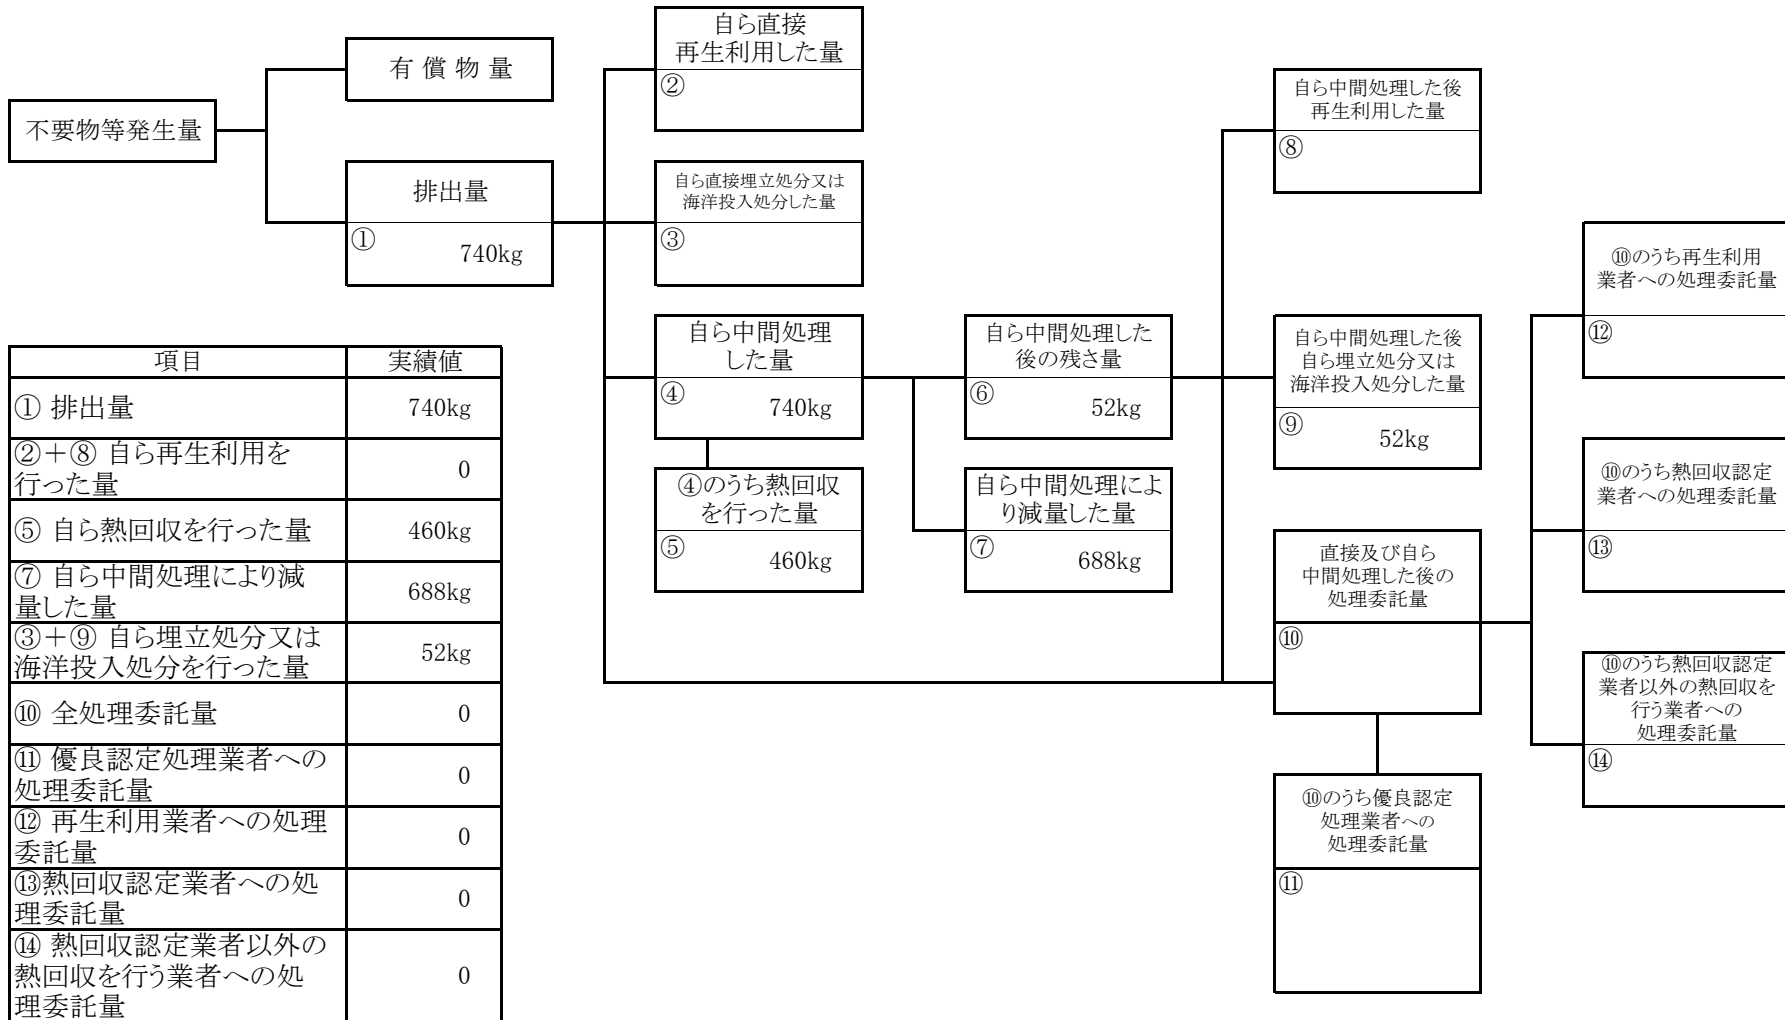 不要物等発生量
有 償 物 量
排出量
①
740kg
自ら直接
再生利用した量
②
自ら直接埋立処分又は
海洋投入処分した量
③
自ら中間処理
した量
④
740kg
④のうち熱回収
を行った量
⑤
460kg
自ら中間処理した
後の残さ量
⑥
52kg
自ら中間処理によ
り減量した量
⑦
688kg
自ら中間処理した後
再生利用した量
⑧
自ら中間処理した後
自ら埋立処分又は
海洋投入処分した量
⑨
52kg
直接及び自ら
中間処理した後の
処理委託量
⑩
⑩のうち優良認定
処理業者への
処理委託量
⑪
⑩のうち再生利用
業者への処理委託量
⑫
⑩のうち熱回収認定
業者への処理委託量
⑬
⑩のうち熱回収認定
業者以外の熱回収を
行う業者への
処理委託量
⑭
項目 実績値
① 排出量 740kg
②+⑧ 自ら再生利用を
行った量 0
⑤ 自ら熱回収を行った量 460kg
⑦ 自ら中間処理により減
量した量 688kg
③+⑨ 自ら埋立処分又は
海洋投入処分を行った量 52kg
⑩ 全処理委託量 0
⑪ 優良認定処理業者への
処理委託量 0
⑫ 再生利用業者への処理
委託量 0
⑬熱回収認定業者への処
理委託量 0
⑭ 熱回収認定業者以外の
熱回収を行う業者への処
理委託量 0